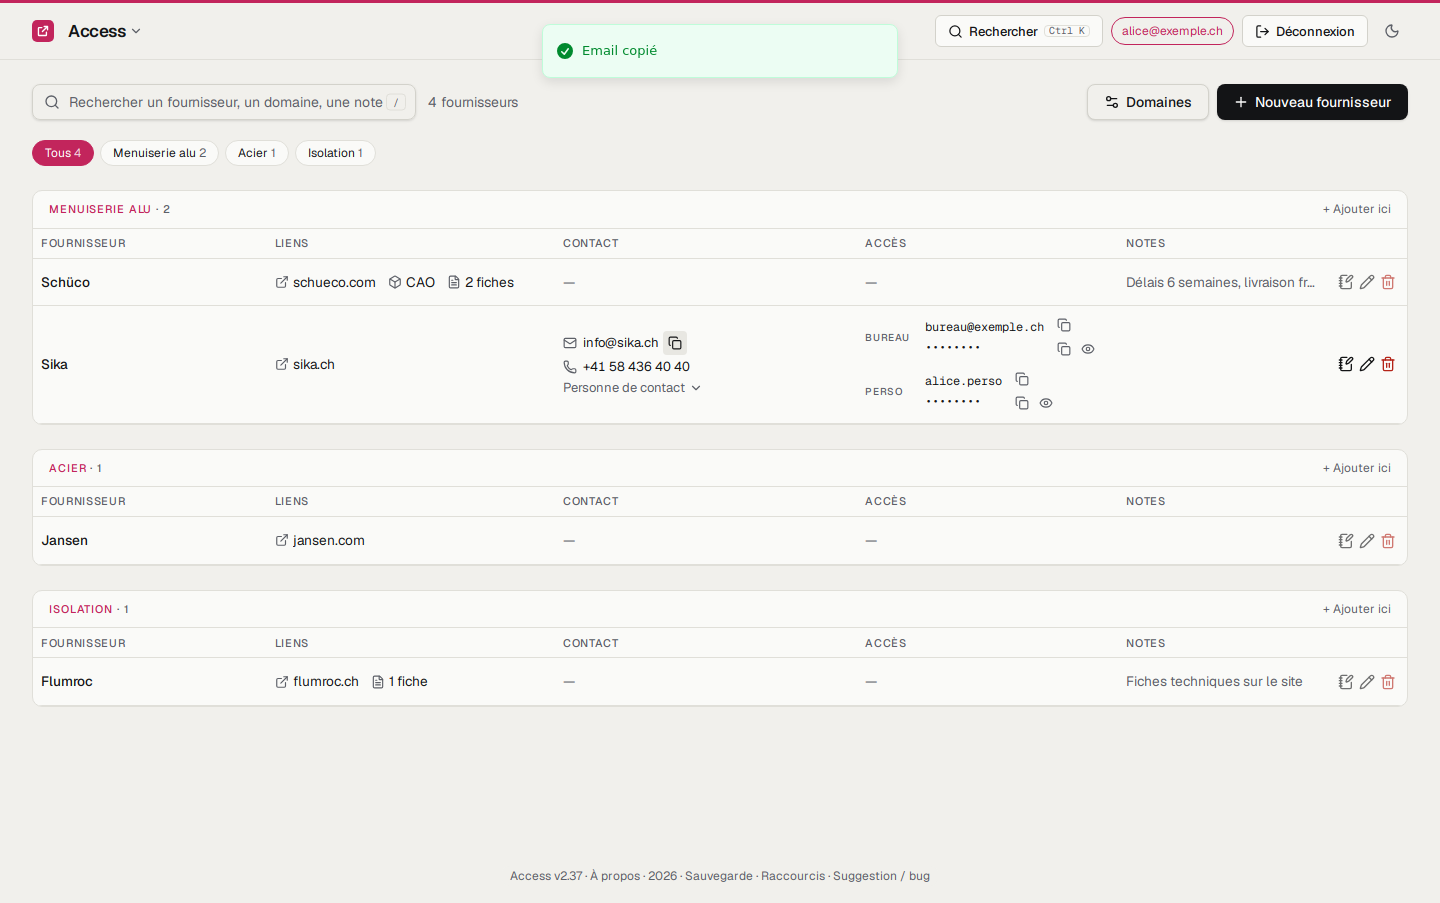 Access
Email copié
Rechercher Ctrl K
alice@exemple.ch
Déconnexion
Rechercher un fournisseur, un domaine, une note /
4 fournisseurs
Domaines
+ Nouveau fournisseur
Tous 4
Menuiserie alu 2
Acier 1
Isolation 1
MENUISERIE ALU · 2
+ Ajouter ici
FOURNISSEUR LIENS CONTACT ACCÈS NOTES
Schüco schueco.com CAO 2 fiches — — Délais 6 semaines, livraison fr...
Sika
sika.ch
info@sika.ch
+41 58 436 40 40
Personne de contact
BUREAU
bureau@exemple.ch
••••••••
PERSO
alice.perso
••••••••
ACIER · 1
+ Ajouter ici
FOURNISSEUR LIENS CONTACT ACCÈS NOTES
Jansen jansen.com — —
ISOLATION · 1
+ Ajouter ici
FOURNISSEUR LIENS CONTACT ACCÈS NOTES
Flumroc flumroc.ch 1 fiche — — Fiches techniques sur le site
Access v2.37 · À propos · 2026 · Sauvegarde · Raccourcis · Suggestion / bug